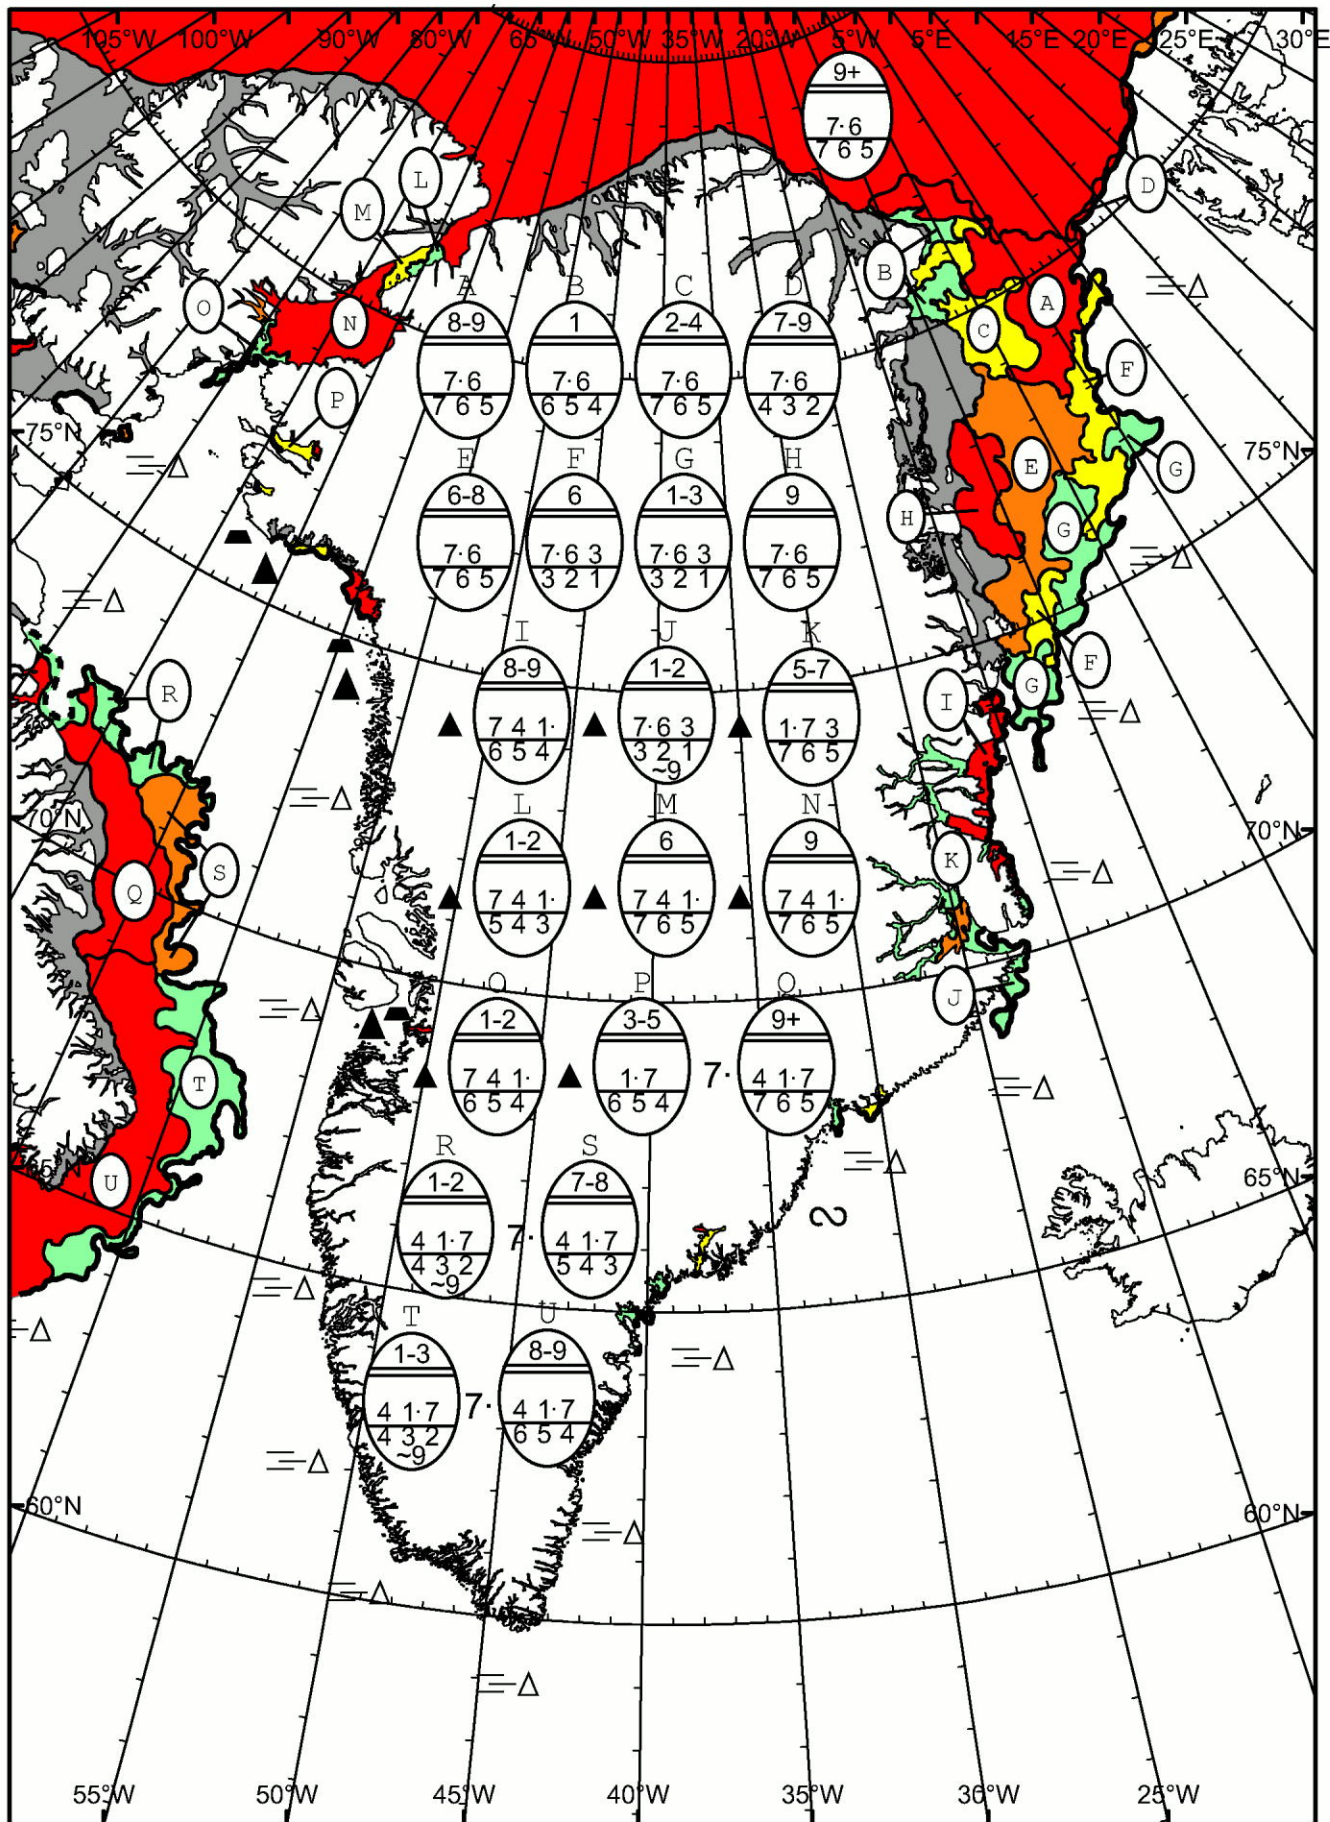 105°W 100°W 90°W 80°W 65°W 50°W 35°W 20°W 5°W 5°E 15°E 20°E 25°E 30°E
9+
7·6
7 6 5
L
M
D
B
O
N
A
C
P
F
A B C D
8-9 1 2-4 7-9
7·6 7·6 7·6 7·6
7 6 5 6 5 4 7 6 5 4 3 2
75°N
75°N
E
G
E F G H
6-8 6 1-3 9
7·6 7·6 3 7·6 3 7·6
7 6 5 3 2 1 3 2 1 7 6 5
H
G
F
R
G
I
I J K
8-9 1-2 5-7
7 4 1· 7·6 3 1·7 3
6 5 4 3 2 1 7 6 5
~9
70°N
70°N
L M N
1-2 6 9
7 4 1· 7 4 1· 7 4 1·
5 4 3 7 6 5 7 6 5
K
S
Q
J
O P Q
1-2 3-5 9+
7 4 1· 1·7 7· 4 1·7
6 5 4 6 5 4 7 6 5
T
R S
1-2 7-8
4 1·7 7· 4 1·7
4 3 2 5 4 3
~9
65°N
65°N
U
T U
1-3 8-9
4 1·7 7· 4 1·7
4 3 2 6 5 4
~9
60°N
60°N
55°W 50°W 45°W 40°W 35°W 30°W 25°W